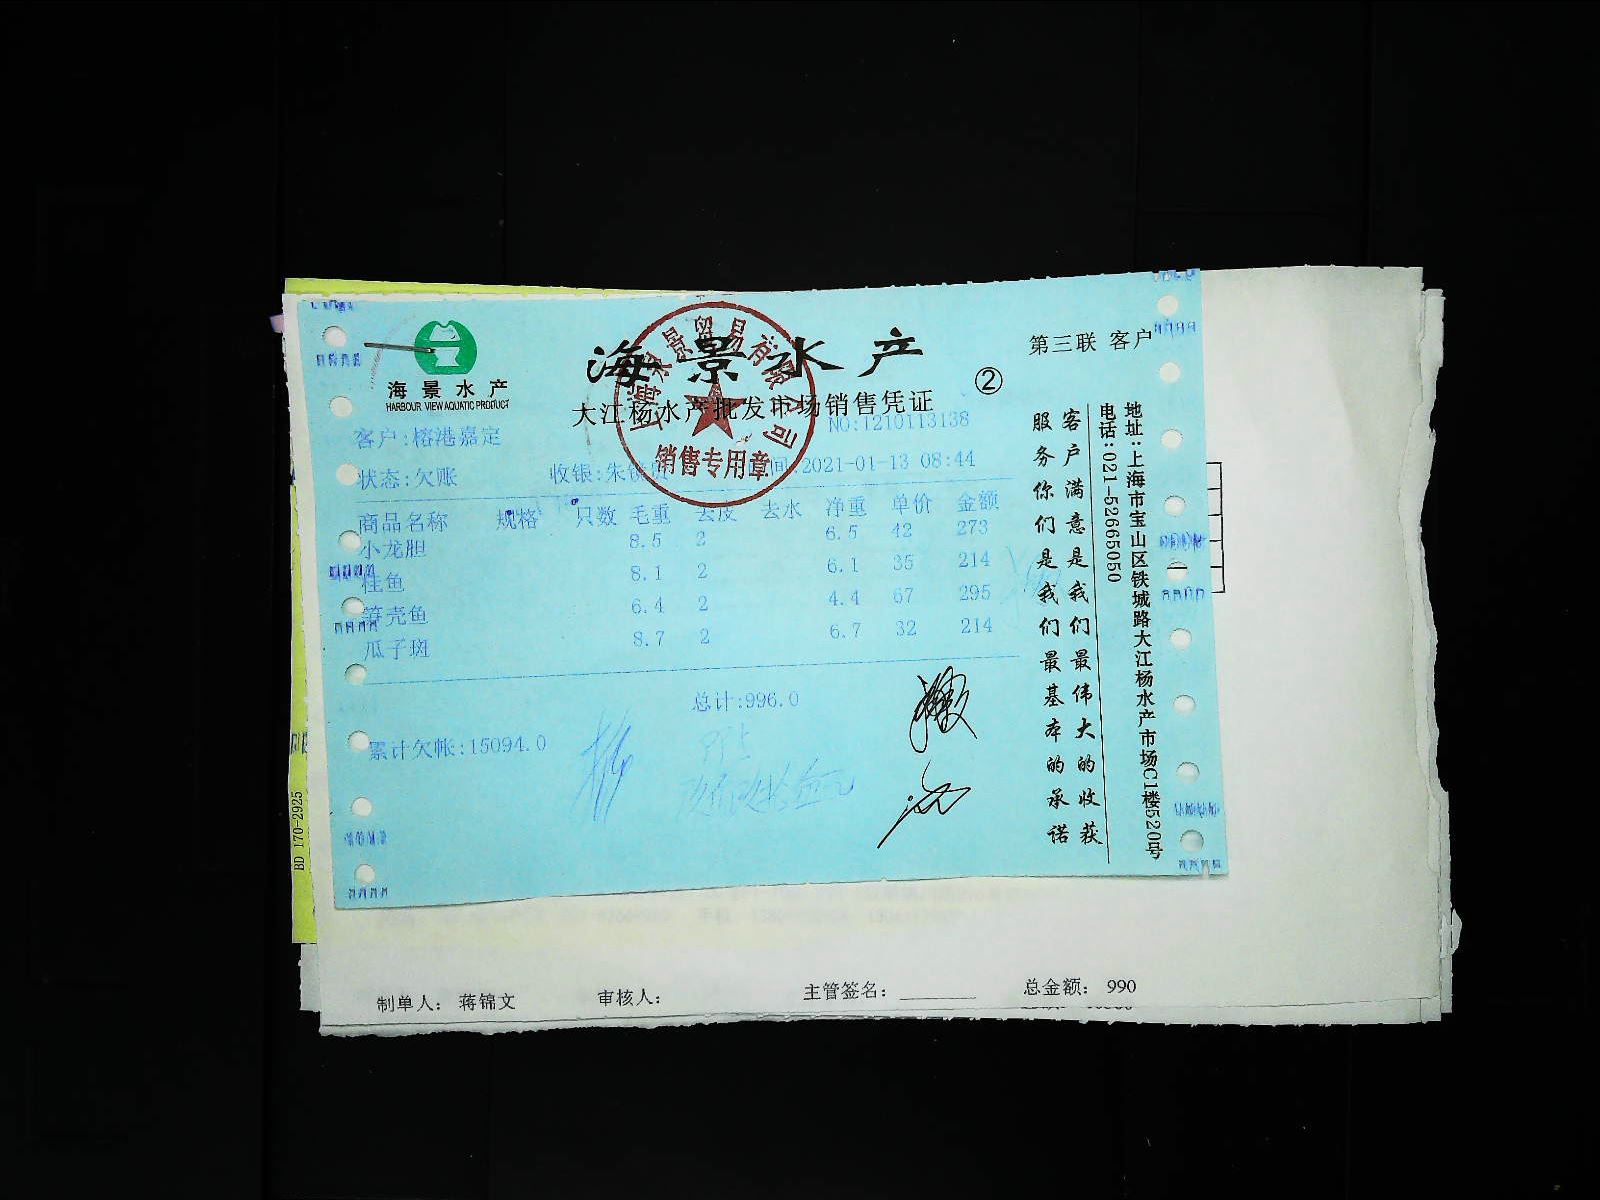 海景水产
HARBOUR VIEW AQUATIC PRODUCT
海景水产
第三联 客户
②
大江杨水产批发市场销售凭证
NO:1210113138
销售专用章
客户:榕港嘉定
状态:欠账 收银:朱 间:2021-01-13 08:44
商品名称 规格 只数 毛重 去皮 去水 净重 单价 金额
小龙胆 8.5 2 6.5 42 273
桂鱼 8.1 2 6.1 35 214
笋壳鱼 6.4 2 4.4 67 295
瓜子斑 8.7 2 6.7 32 214
总计:996.0
累计欠帐:15094.0
客户满意是我们最伟大的收获
服务你们是我们最基本的承诺
地址:上海市宝山区铁城路大江杨水产市场C1楼520号
电话:021-52665050
BD 170-2925
制单人: 蒋锦文 审核人: 主管签名: 总金额: 990